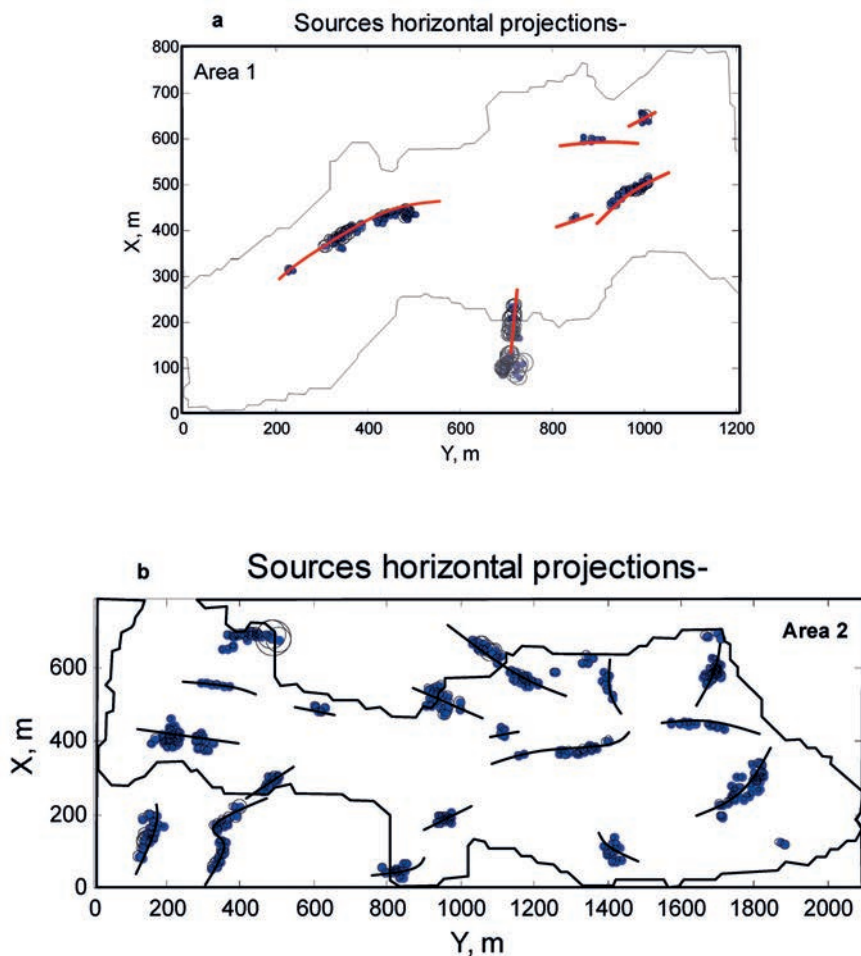 a Sources horizontal projections-
Area 1
800
700
600
500
400
300
200
100
0
X, m
0 200 400 600 800 1000 1200
Y, m
b Sources horizontal projections-
Area 2
600
400
200
0
X, m
0 200 400 600 800 1000 1200 1400 1600 1800 2000
Y, m